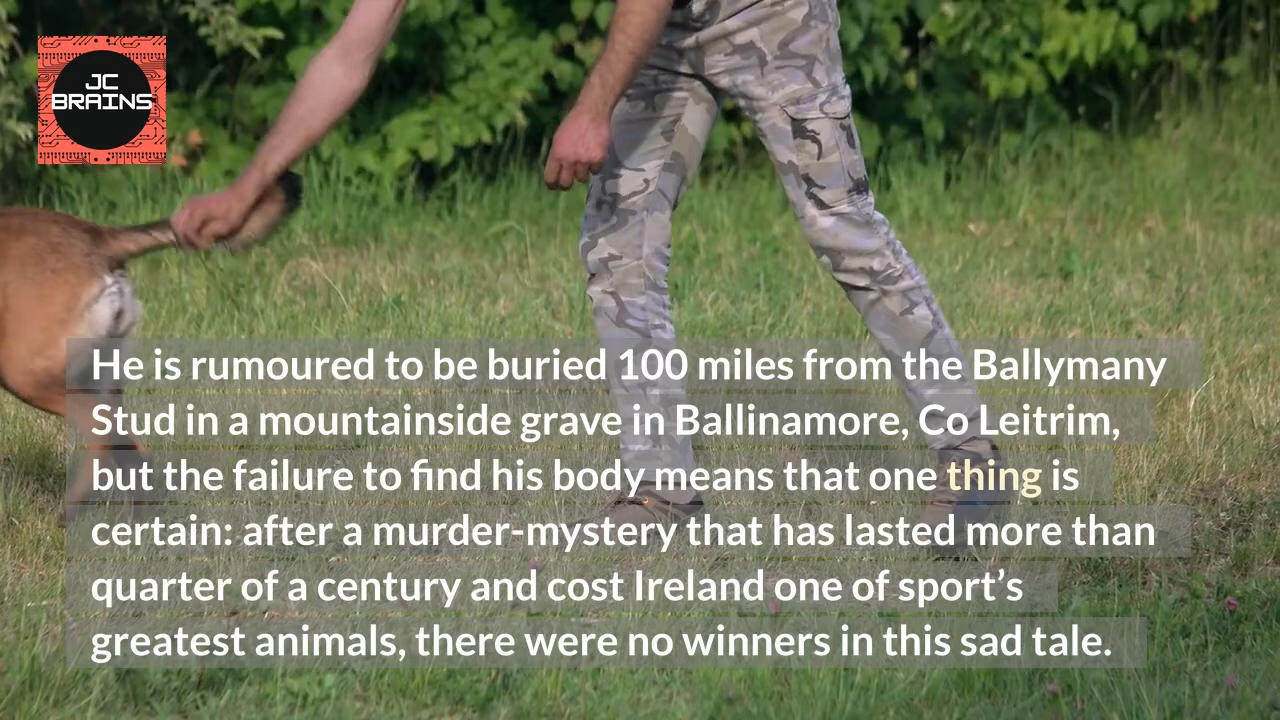 JC
BRAINS
He is rumoured to be buried 100 miles from the Ballymany
Stud in a mountainside grave in Ballinamore, Co Leitrim,
but the failure to find his body means that one thing is
certain: after a murder-mystery that has lasted more than
quarter of a century and cost Ireland one of sport’s
greatest animals, there were no winners in this sad tale.